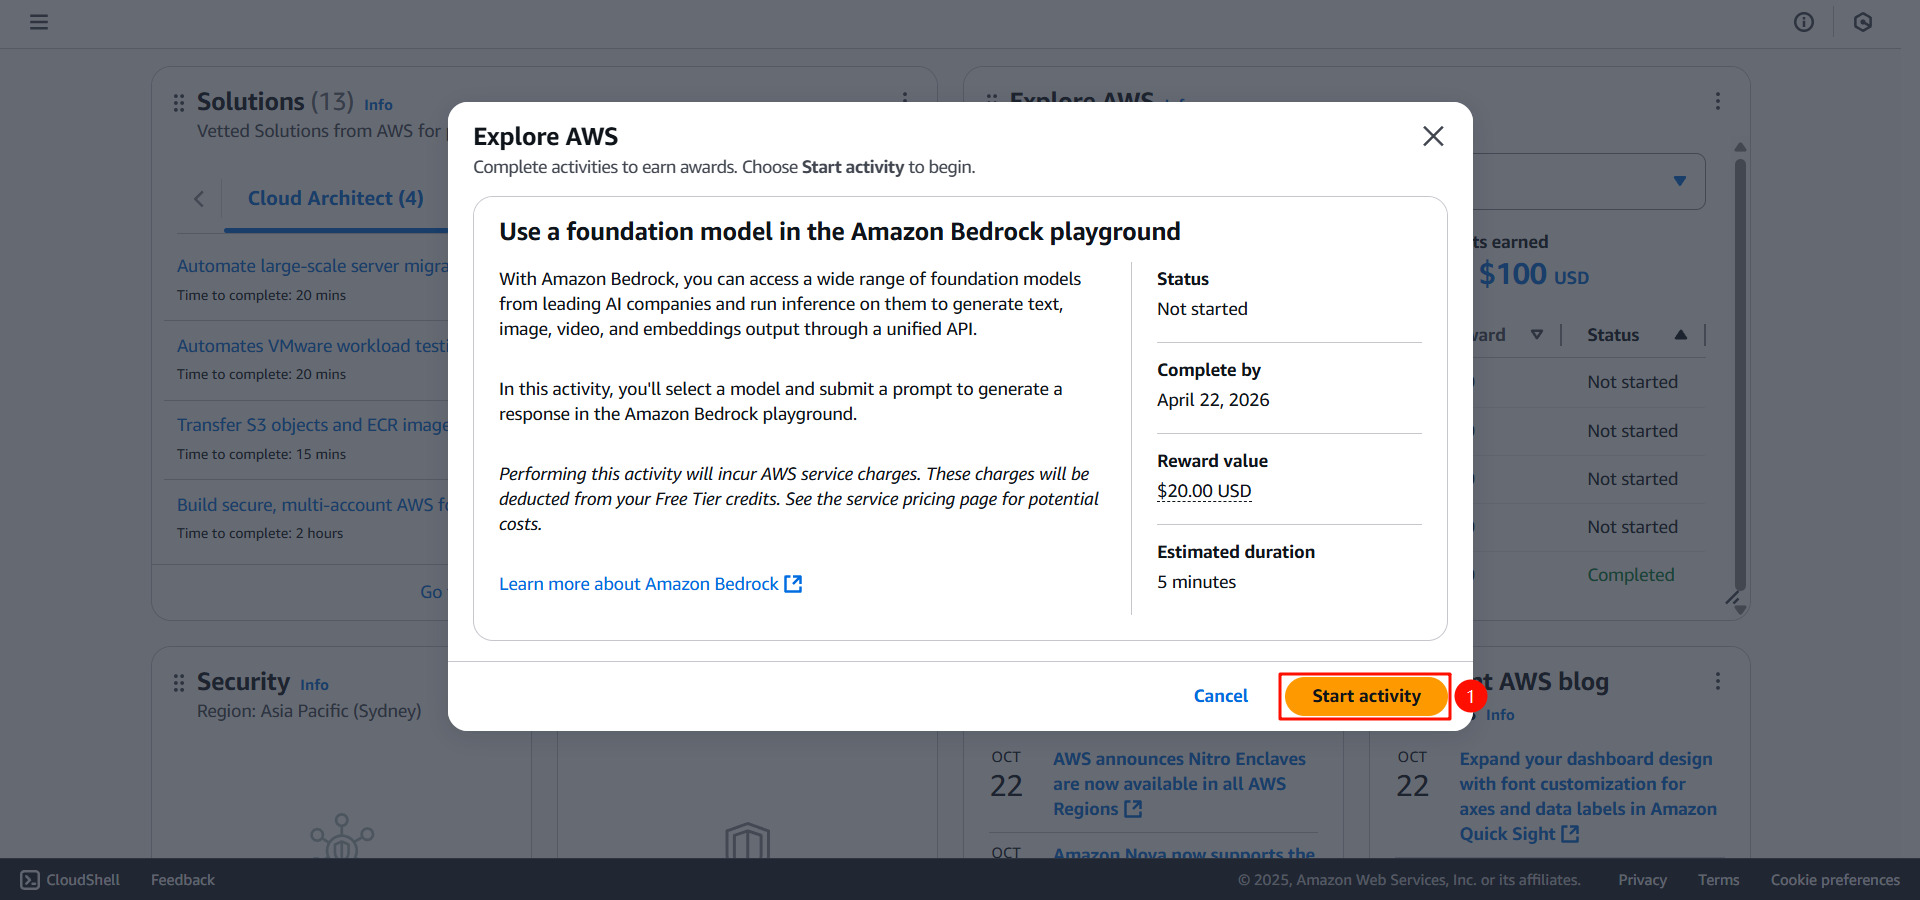 Solutions (13) Info
Vetted Solutions from AWS for
Cloud Architect (4)
Automate large-scale server migra
Time to complete: 20 mins
Automates VMware workload testi
Time to complete: 20 mins
Transfer S3 objects and ECR image
Time to complete: 15 mins
Build secure, multi-account AWS fo
Time to complete: 2 hours
Go
Explore AWS
ts earned
$100 USD
vard
Status
Not started
Not started
Not started
Not started
Completed
Explore AWS
Complete activities to earn awards. Choose Start activity to begin.
Use a foundation model in the Amazon Bedrock playground
With Amazon Bedrock, you can access a wide range of foundation models
from leading AI companies and run inference on them to generate text,
image, video, and embeddings output through a unified API.
In this activity, you'll select a model and submit a prompt to generate a
response in the Amazon Bedrock playground.
Performing this activity will incur AWS service charges. These charges will be
deducted from your Free Tier credits. See the service pricing page for potential
costs.
Learn more about Amazon Bedrock
Status
Not started
Complete by
April 22, 2026
Reward value
$20.00 USD
Estimated duration
5 minutes
Cancel
Start activity
1
Security Info
Region: Asia Pacific (Sydney)
OCT
22
AWS announces Nitro Enclaves
are now available in all AWS
Regions
OCT
Amazon Nova now supports the
t AWS blog
Info
OCT
22
Expand your dashboard design
with font customization for
axes and data labels in Amazon
Quick Sight
CloudShell
Feedback
© 2025, Amazon Web Services, Inc. or its affiliates.
Privacy
Terms
Cookie preferences